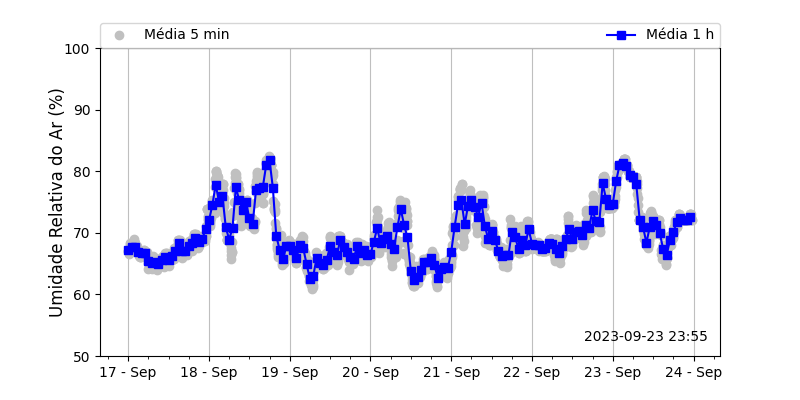 Média 5 min Média 1 h
Umidade Relativa do Ar (%)
100
90
80
70
60
50
2023-09-23 23:55
17 - Sep 18 - Sep 19 - Sep 20 - Sep 21 - Sep 22 - Sep 23 - Sep 24 - Sep